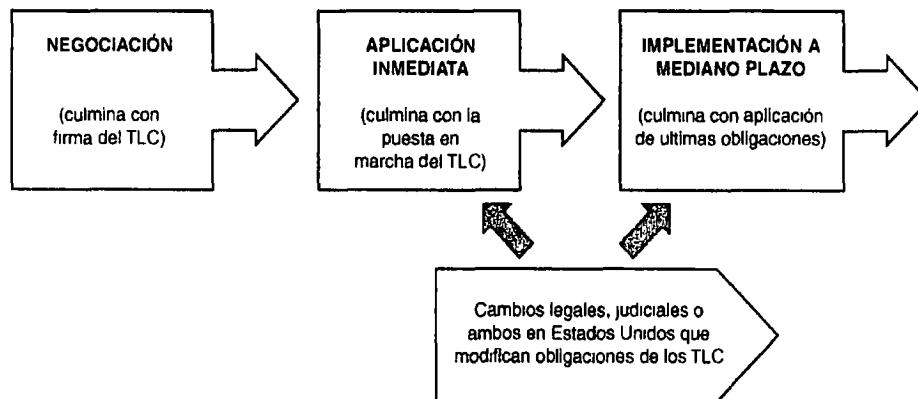 NEGOCIACIÓN
(culmina con
firma del TLC)
APLICACIÓN
INMEDIATA
(culmina con la
puesta en
marcha del TLC)
IMPLEMENTACIÓN A
MEDIANO PLAZO
(culmina con aplicación
de ultimas obligaciones)
Cambios legales, judiciales o
ambos en Estados Unidos que
modifican obligaciones de los TLC